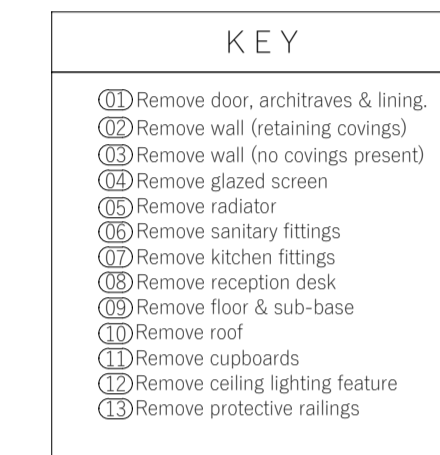 KEY
01 Remove door, architraves & lining.
02 Remove wall (retaining covings)
03 Remove wall (no covings present)
04 Remove glazed screen
05 Remove radiator
06 Remove sanitary fittings
07 Remove kitchen fittings
08 Remove reception desk
09 Remove floor & sub-base
10 Remove roof
11 Remove cupboards
12 Remove ceiling lighting feature
13 Remove protective railings